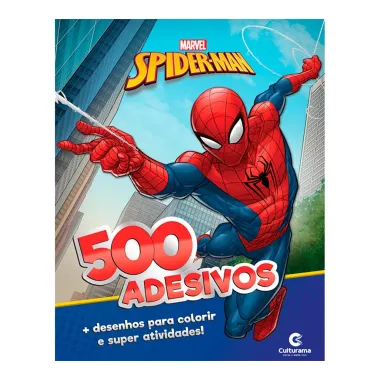 MARVEL
SPIDER-MAN
500
ADESIVOS
+ desenhos para colorir
e super atividades!
Culturama